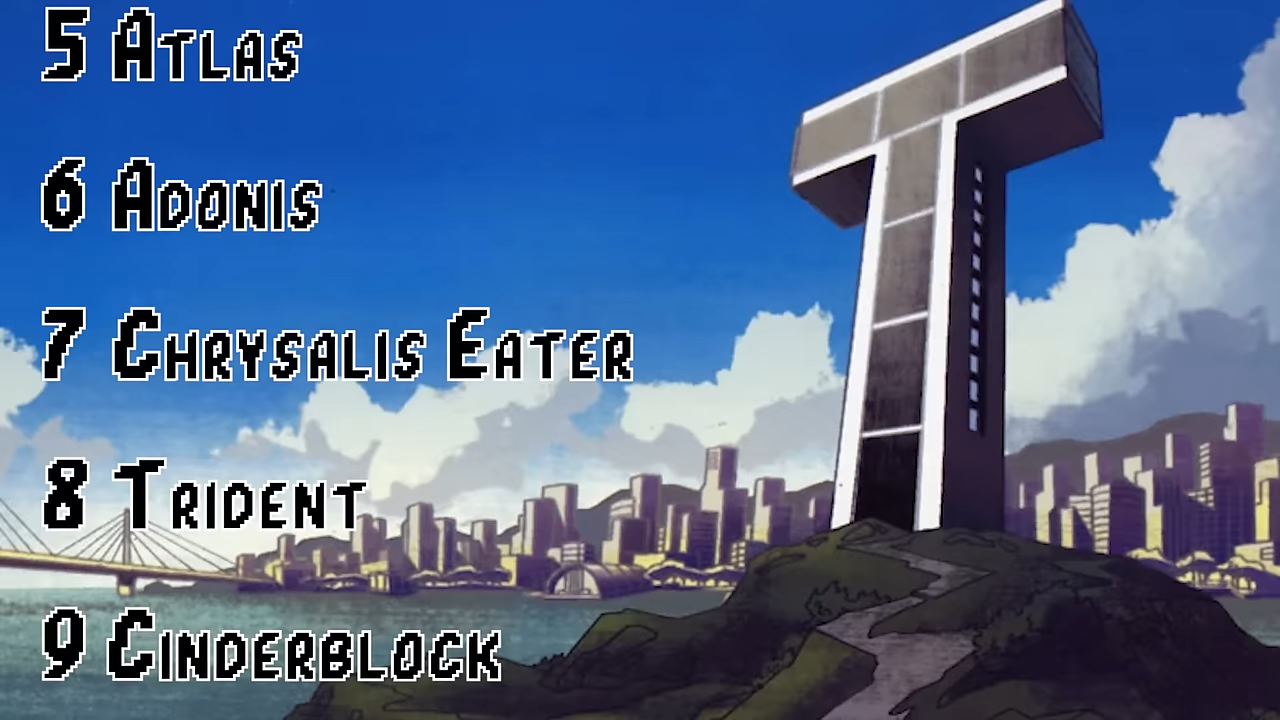 5 Atlas
6 Adonis
7 Chrysalis Eater
8 Trident
9 Cinderblock